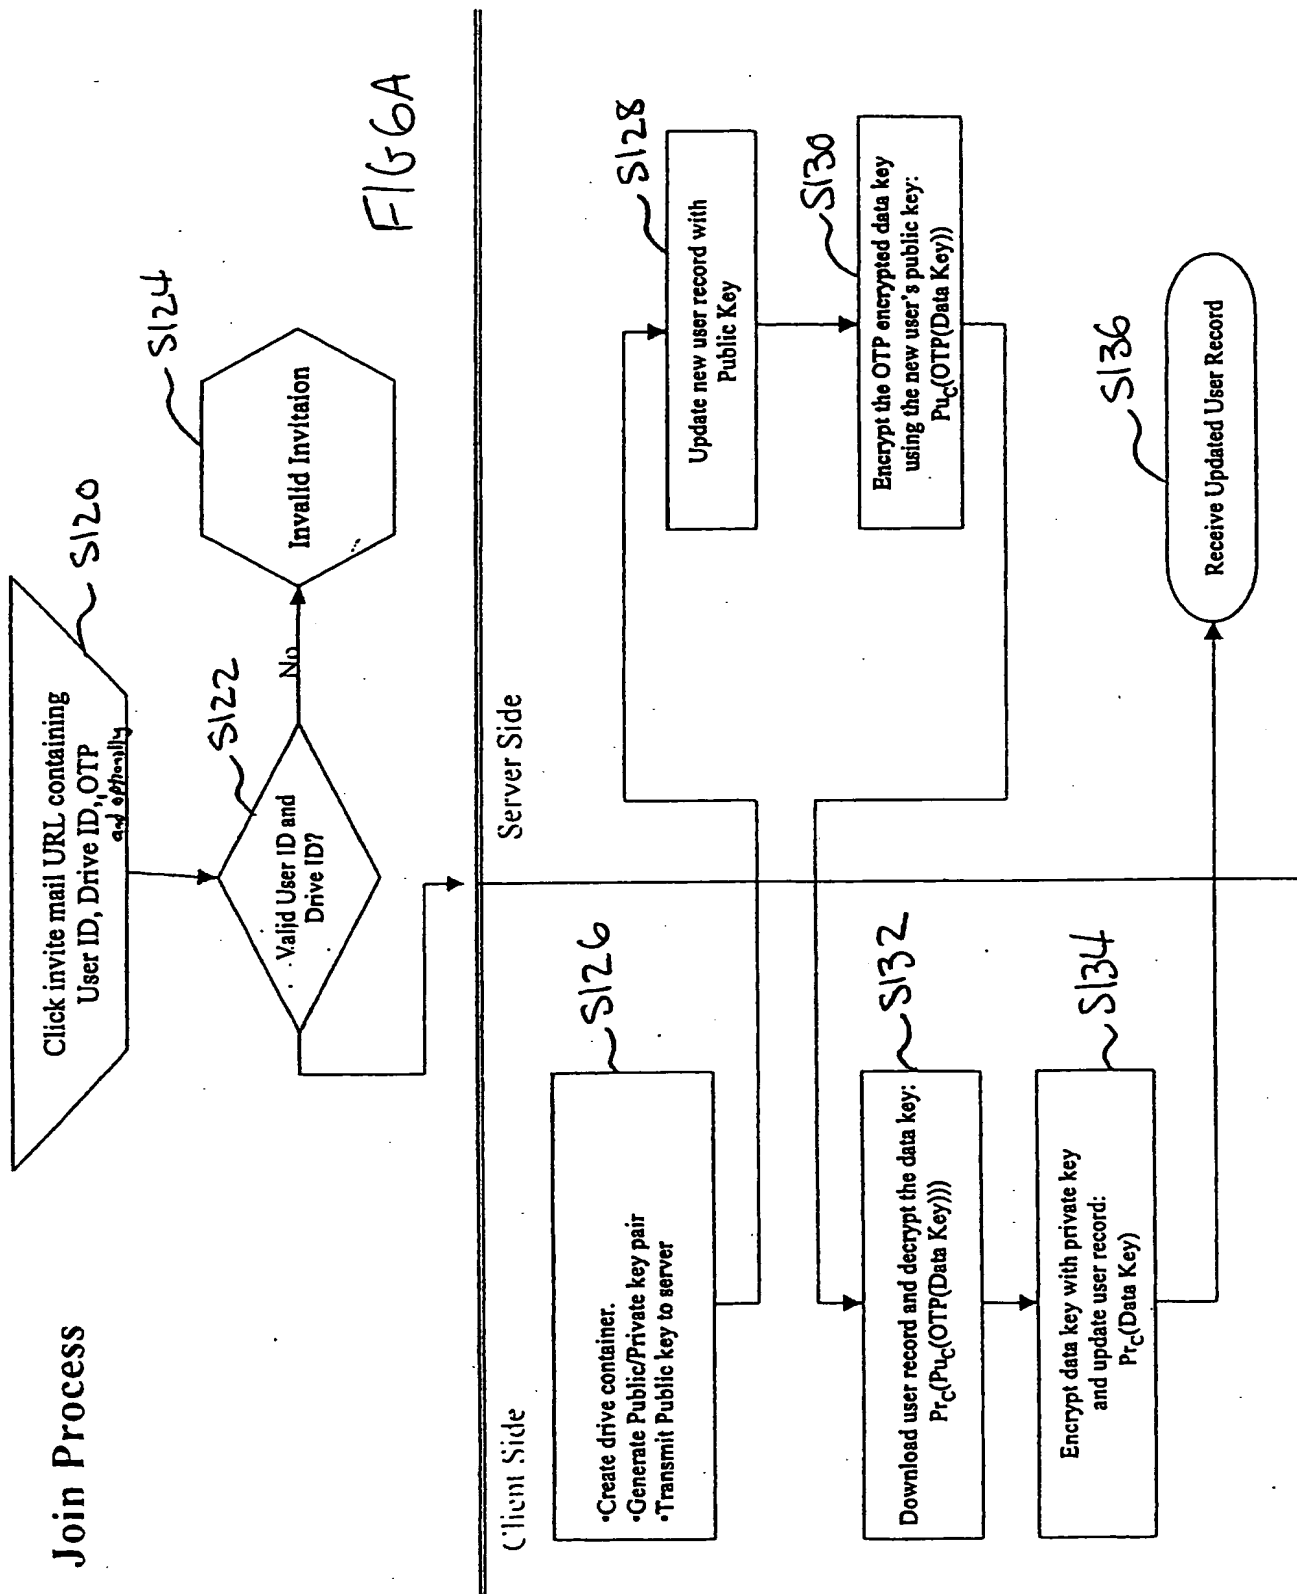 Join Process
Click invite mail URL containing
User ID, Drive ID, OTP
and optionally
S120
Valid User ID and
Drive ID?
S122
No
Invalid Invitaion
S124
FIG6A
Client Side
Server Side
•Create drive container.
•Generate Public/Private key pair
•Transmit Public key to server
S126
Update new user record with
Public Key
S128
Encrypt the OTP encrypted data key
using the new user's public key:
PuC(OTP(Data Key))
S130
Download user record and decrypt the data key:
PrC(PuC(OTP(Data Key)))
S132
Encrypt data key with private key
and update user record:
PrC(Data Key)
S134
Receive Updated User Record
S136